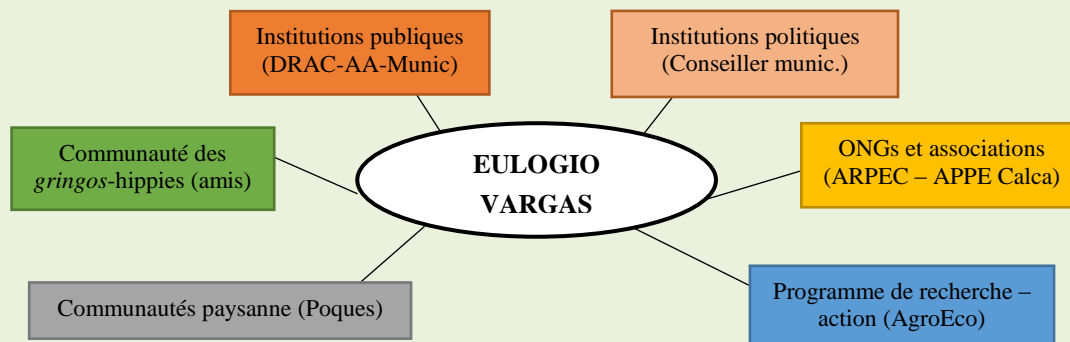 Institutions publiques
(DRAC-AA-Munic)
Institutions politiques
(Conseiller munic.)
Communauté des
gringos-hippies (amis)
EULOGIO
VARGAS
ONGs et associations
(ARPEC – APPE Calca)
Communautés paysanne (Poques)
Programme de recherche –
action (AgroEco)